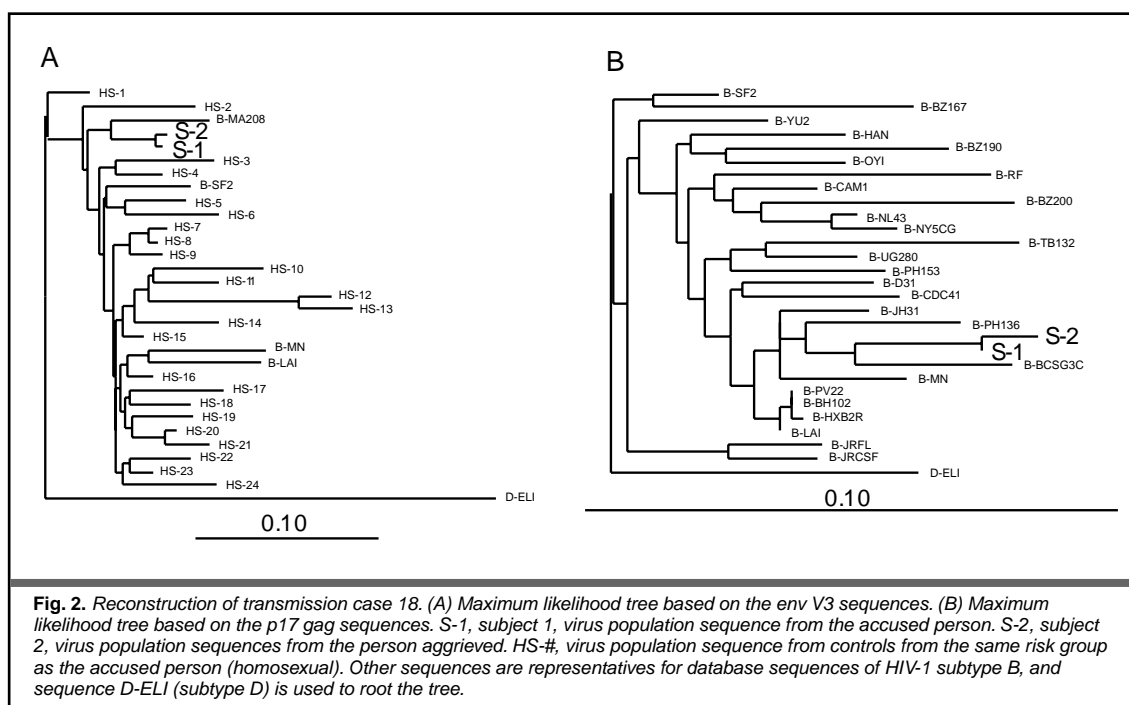 A
HS-1
HS-2
B-MA208
S-2
S-1
HS-3
HS-4
B-SF2
HS-5
HS-6
HS-7
HS-8
HS-9
HS-10
HS-11
HS-12
HS-13
HS-14
HS-15
B-MN
B-LAI
HS-16
HS-17
HS-18
HS-19
HS-20
HS-21
HS-22
HS-23
HS-24
D-ELI
0.10
B
B-SF2
B-BZ167
B-YU2
B-HAN
B-BZ190
B-OYI
B-RF
B-CAM1
B-BZ200
B-NL43
B-NY5CG
B-TB132
B-UG280
B-PH153
B-D31
B-CDC41
B-JH31
B-PH136
S-2
S-1
B-BCSG3C
B-MN
B-PV22
B-BH102
B-HXB2R
B-LAI
B-JRFL
B-JRCSF
D-ELI
0.10
Fig. 2. Reconstruction of transmission case 18. (A) Maximum likelihood tree based on the env V3 sequences. (B) Maximum
likelihood tree based on the p17 gag sequences. S-1, subject 1, virus population sequence from the accused person. S-2, subject
2, virus population sequences from the person aggrieved. HS-#, virus population sequence from controls from the same risk group
as the accused person (homosexual). Other sequences are representatives for database sequences of HIV-1 subtype B, and
sequence D-ELI (subtype D) is used to root the tree.